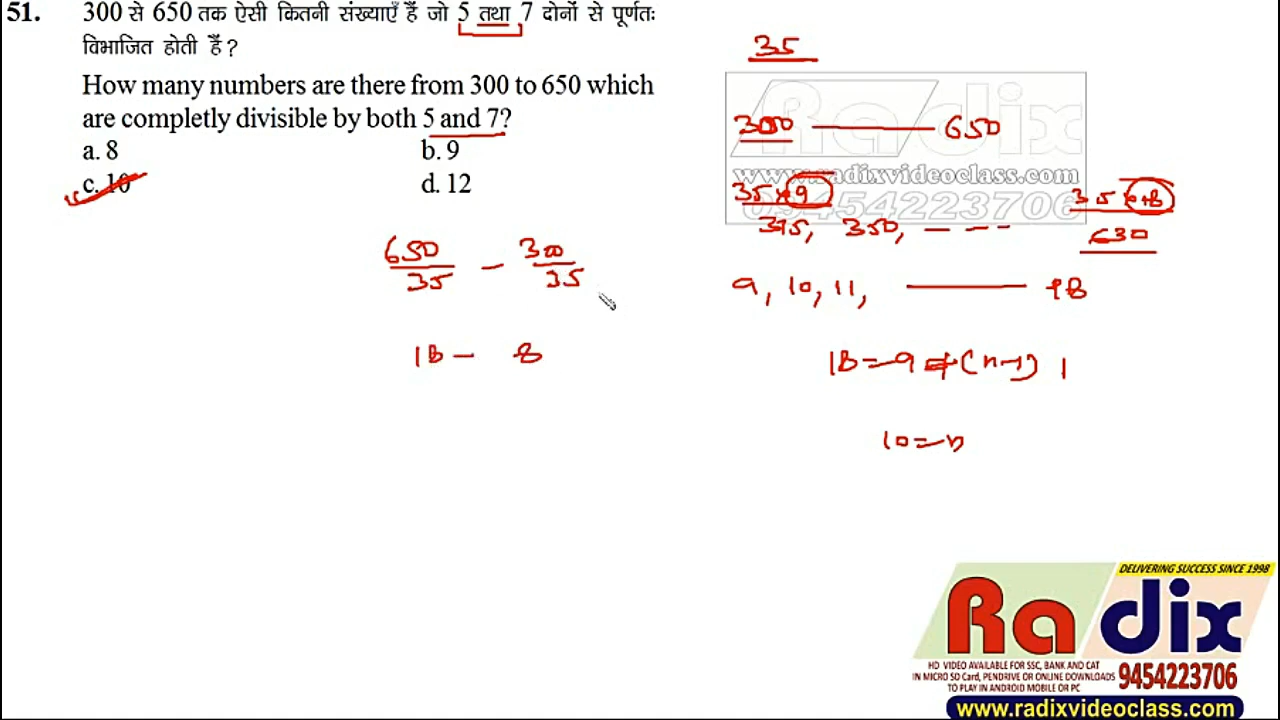 51. 300 से 650 तक ऐसी कितनी संख्याएँ हैं जो 5 तथा 7 दोनों से पूर्णतः
विभाजित होती हैं?
How many numbers are there from 300 to 650 which
are completly divisible by both 5 and 7?
a. 8 b. 9
c. 10 d. 12
650/35 - 300/35
18 - 8
35
300 — 650
www.radixvideoclass.com
09454223706
35×9 35×18
315, 350, - - - 630
9, 10, 11, — 18
18 = 9 + (n-1) 1
10 = n
DELIVERING SUCCESS SINCE 1998
Radix
HD VIDEO AVAILABLE FOR SSC, BANK AND CAT
IN MICRO SD Card, PENDRIVE OR ONLINE DOWNLOADS
TO PLAY IN ANDROID MOBILE OR PC
9454223706
www.radixvideoclass.com